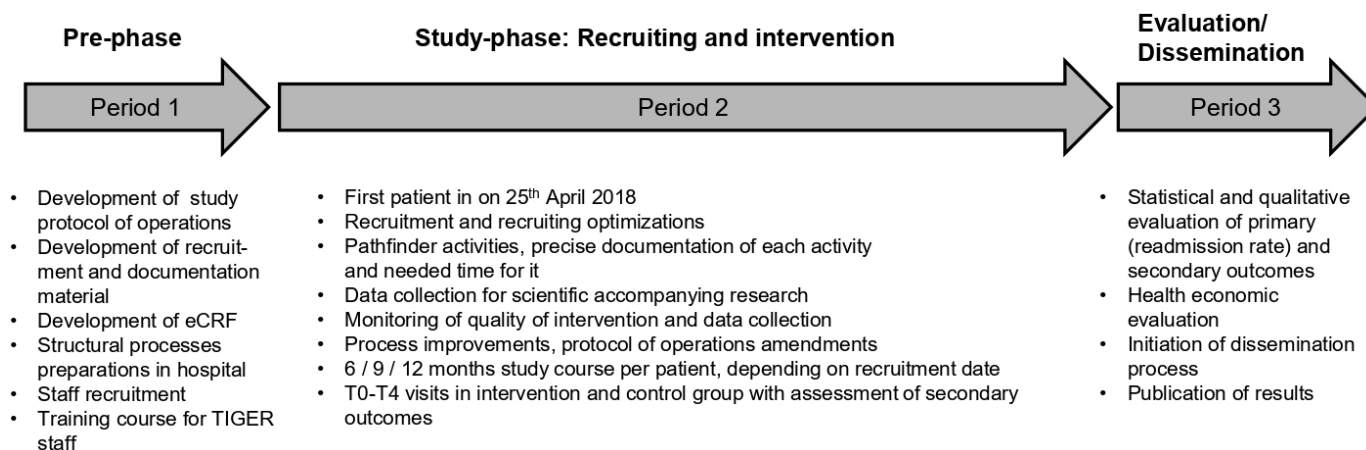 Pre-phase
Study-phase: Recruiting and intervention
Evaluation/
Dissemination
Period 1
Period 2
Period 3
• Development of study
protocol of operations
• Development of recruit-
ment and documentation
material
• Development of eCRF
• Structural processes
preparations in hospital
• Staff recruitment
• Training course for TIGER
staff
• First patient in on 25th April 2018
• Recruitment and recruiting optimizations
• Pathfinder activities, precise documentation of each activity
and needed time for it
• Data collection for scientific accompanying research
• Monitoring of quality of intervention and data collection
• Process improvements, protocol of operations amendments
• 6 / 9 / 12 months study course per patient, depending on recruitment date
• T0-T4 visits in intervention and control group with assessment of secondary
outcomes
• Statistical and qualitative
evaluation of primary
(readmission rate) and
secondary outcomes
• Health economic
evaluation
• Initiation of dissemination
process
• Publication of results